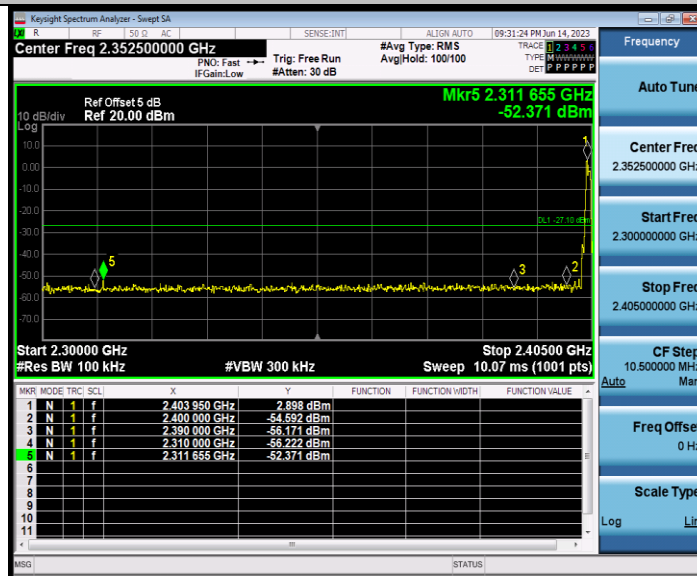 Keysight Spectrum Analyzer - Swept SA
LXI R RF 50 Ω AC SENSE:INT ALIGN AUTO 09:31:24 PM Jun 14, 2023
Center Freq 2.352500000 GHz
PNO: Fast
IFGain:Low
Trig: Free Run
#Atten: 30 dB
#Avg Type: RMS
Avg|Hold: 100/100
TRACE 1 2 3 4 5 6
TYPE M
DET P P P P P P
Ref Offset 5 dB
10 dB/div Ref 20.00 dBm
Log
Mkr5 2.311 655 GHz
-52.371 dBm
10.0
0.00
-10.0
-20.0
-30.0
-40.0
-50.0
-60.0
-70.0
1
DL1 -27.10 dBm
5
3
2
Start 2.30000 GHz Stop 2.40500 GHz
#Res BW 100 kHz #VBW 300 kHz Sweep 10.07 ms (1001 pts)
MKR MODE TRC SCL X Y FUNCTION FUNCTION WIDTH FUNCTION VALUE
1 N 1 f 2.403 950 GHz 2.898 dBm
2 N 1 f 2.400 000 GHz -54.592 dBm
3 N 1 f 2.390 000 GHz -56.171 dBm
4 N 1 f 2.310 000 GHz -56.222 dBm
5 N 1 f 2.311 655 GHz -52.371 dBm
6
7
8
9
10
11
MSG STATUS
Frequency
Auto Tune
Center Freq
2.352500000 GHz
Start Freq
2.300000000 GHz
Stop Freq
2.405000000 GHz
CF Step
10.500000 MHz
Auto Man
Freq Offset
0 Hz
Scale Type
Log Lin